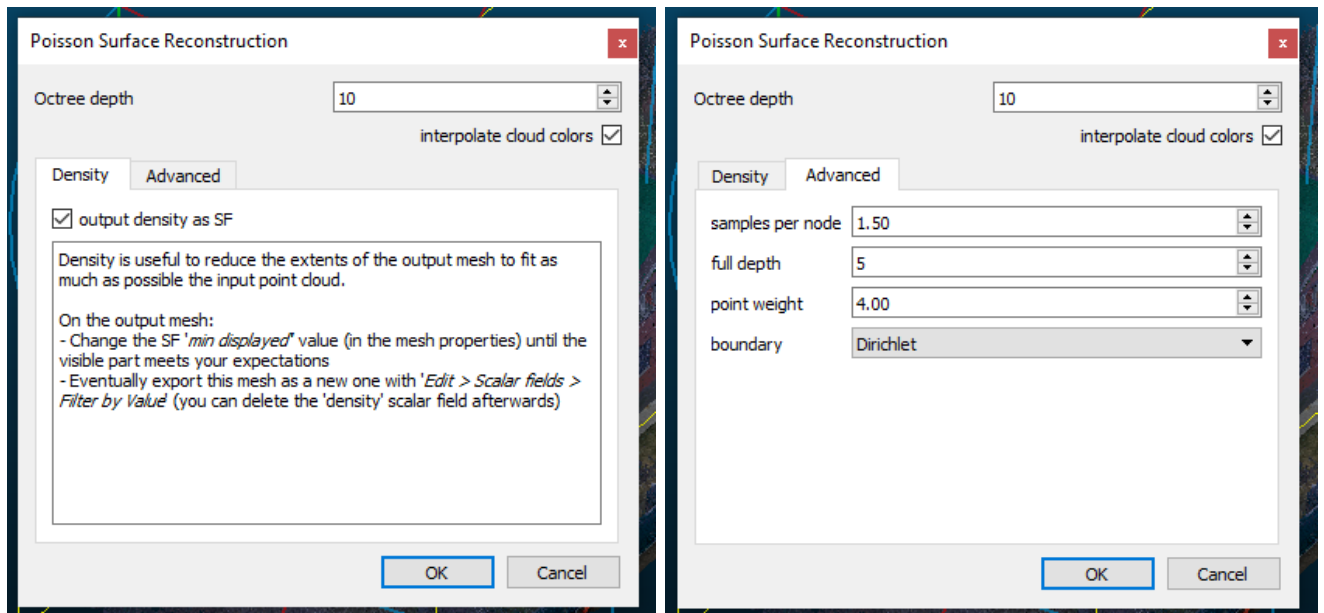 Poisson Surface Reconstruction
x
Octree depth
10
interpolate cloud colors
Density
Advanced
output density as SF
Density is useful to reduce the extents of the output mesh to fit as
much as possible the input point cloud.
On the output mesh:
- Change the SF 'min displayed' value (in the mesh properties) until the
visible part meets your expectations
- Eventually export this mesh as a new one with 'Edit > Scalar fields >
Filter by Value' (you can delete the 'density' scalar field afterwards)
OK
Cancel
Poisson Surface Reconstruction
x
Octree depth
10
interpolate cloud colors
Density
Advanced
samples per node
1.50
full depth
5
point weight
4.00
boundary
Dirichlet
OK
Cancel